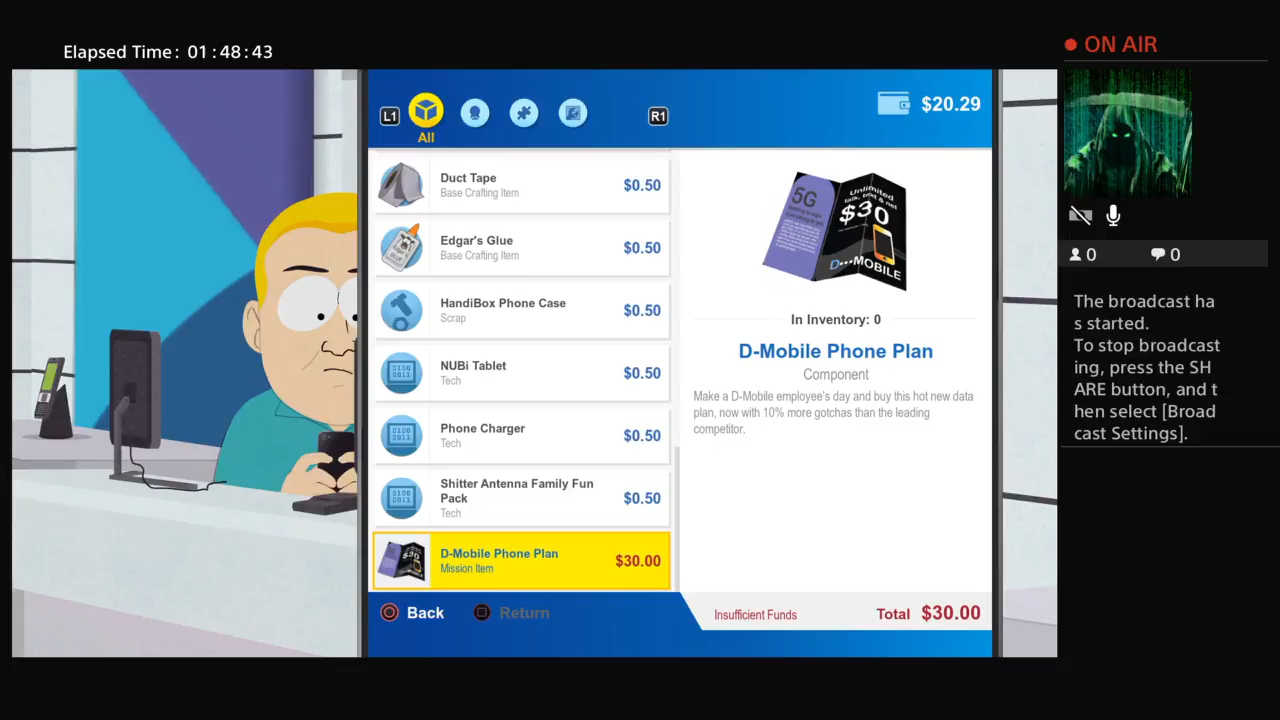 Elapsed Time: 01:48:43
ON AIR
L1
All
R1
$20.29
Duct Tape
Base Crafting Item
$0.50
Edgar's Glue
Base Crafting Item
$0.50
HandiBox Phone Case
Scrap
$0.50
NUBi Tablet
Tech
$0.50
Phone Charger
Tech
$0.50
Shitter Antenna Family Fun
Pack
Tech
$0.50
D-Mobile Phone Plan
Mission Item
$30.00
Back
Return
5G
Unlimited
talk, text & net
$30
D···MOBILE
In Inventory: 0
D-Mobile Phone Plan
Component
Make a D-Mobile employee's day and buy this hot new data
plan, now with 10% more gotchas than the leading
competitor.
Insufficient Funds
Total $30.00
0
0
The broadcast ha
s started.
To stop broadcast
ing, press the SH
ARE button, and t
hen select [Broad
cast Settings].